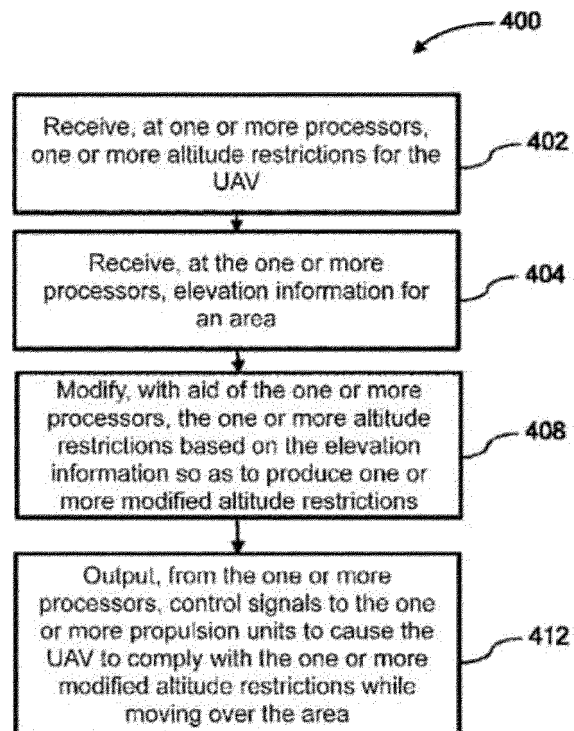 400
Receive, at one or more processors,
one or more altitude restrictions for the
UAV
402
Receive, at the one or more
processors, elevation information for
an area
404
Modify, with aid of the one or more
processors, the one or more altitude
restrictions based on the elevation
information so as to produce one or
more modified altitude restrictions
408
Output, from the one or more
processors, control signals to the one
or more propulsion units to cause the
UAV to comply with the one or more
modified altitude restrictions while
moving over the area
412